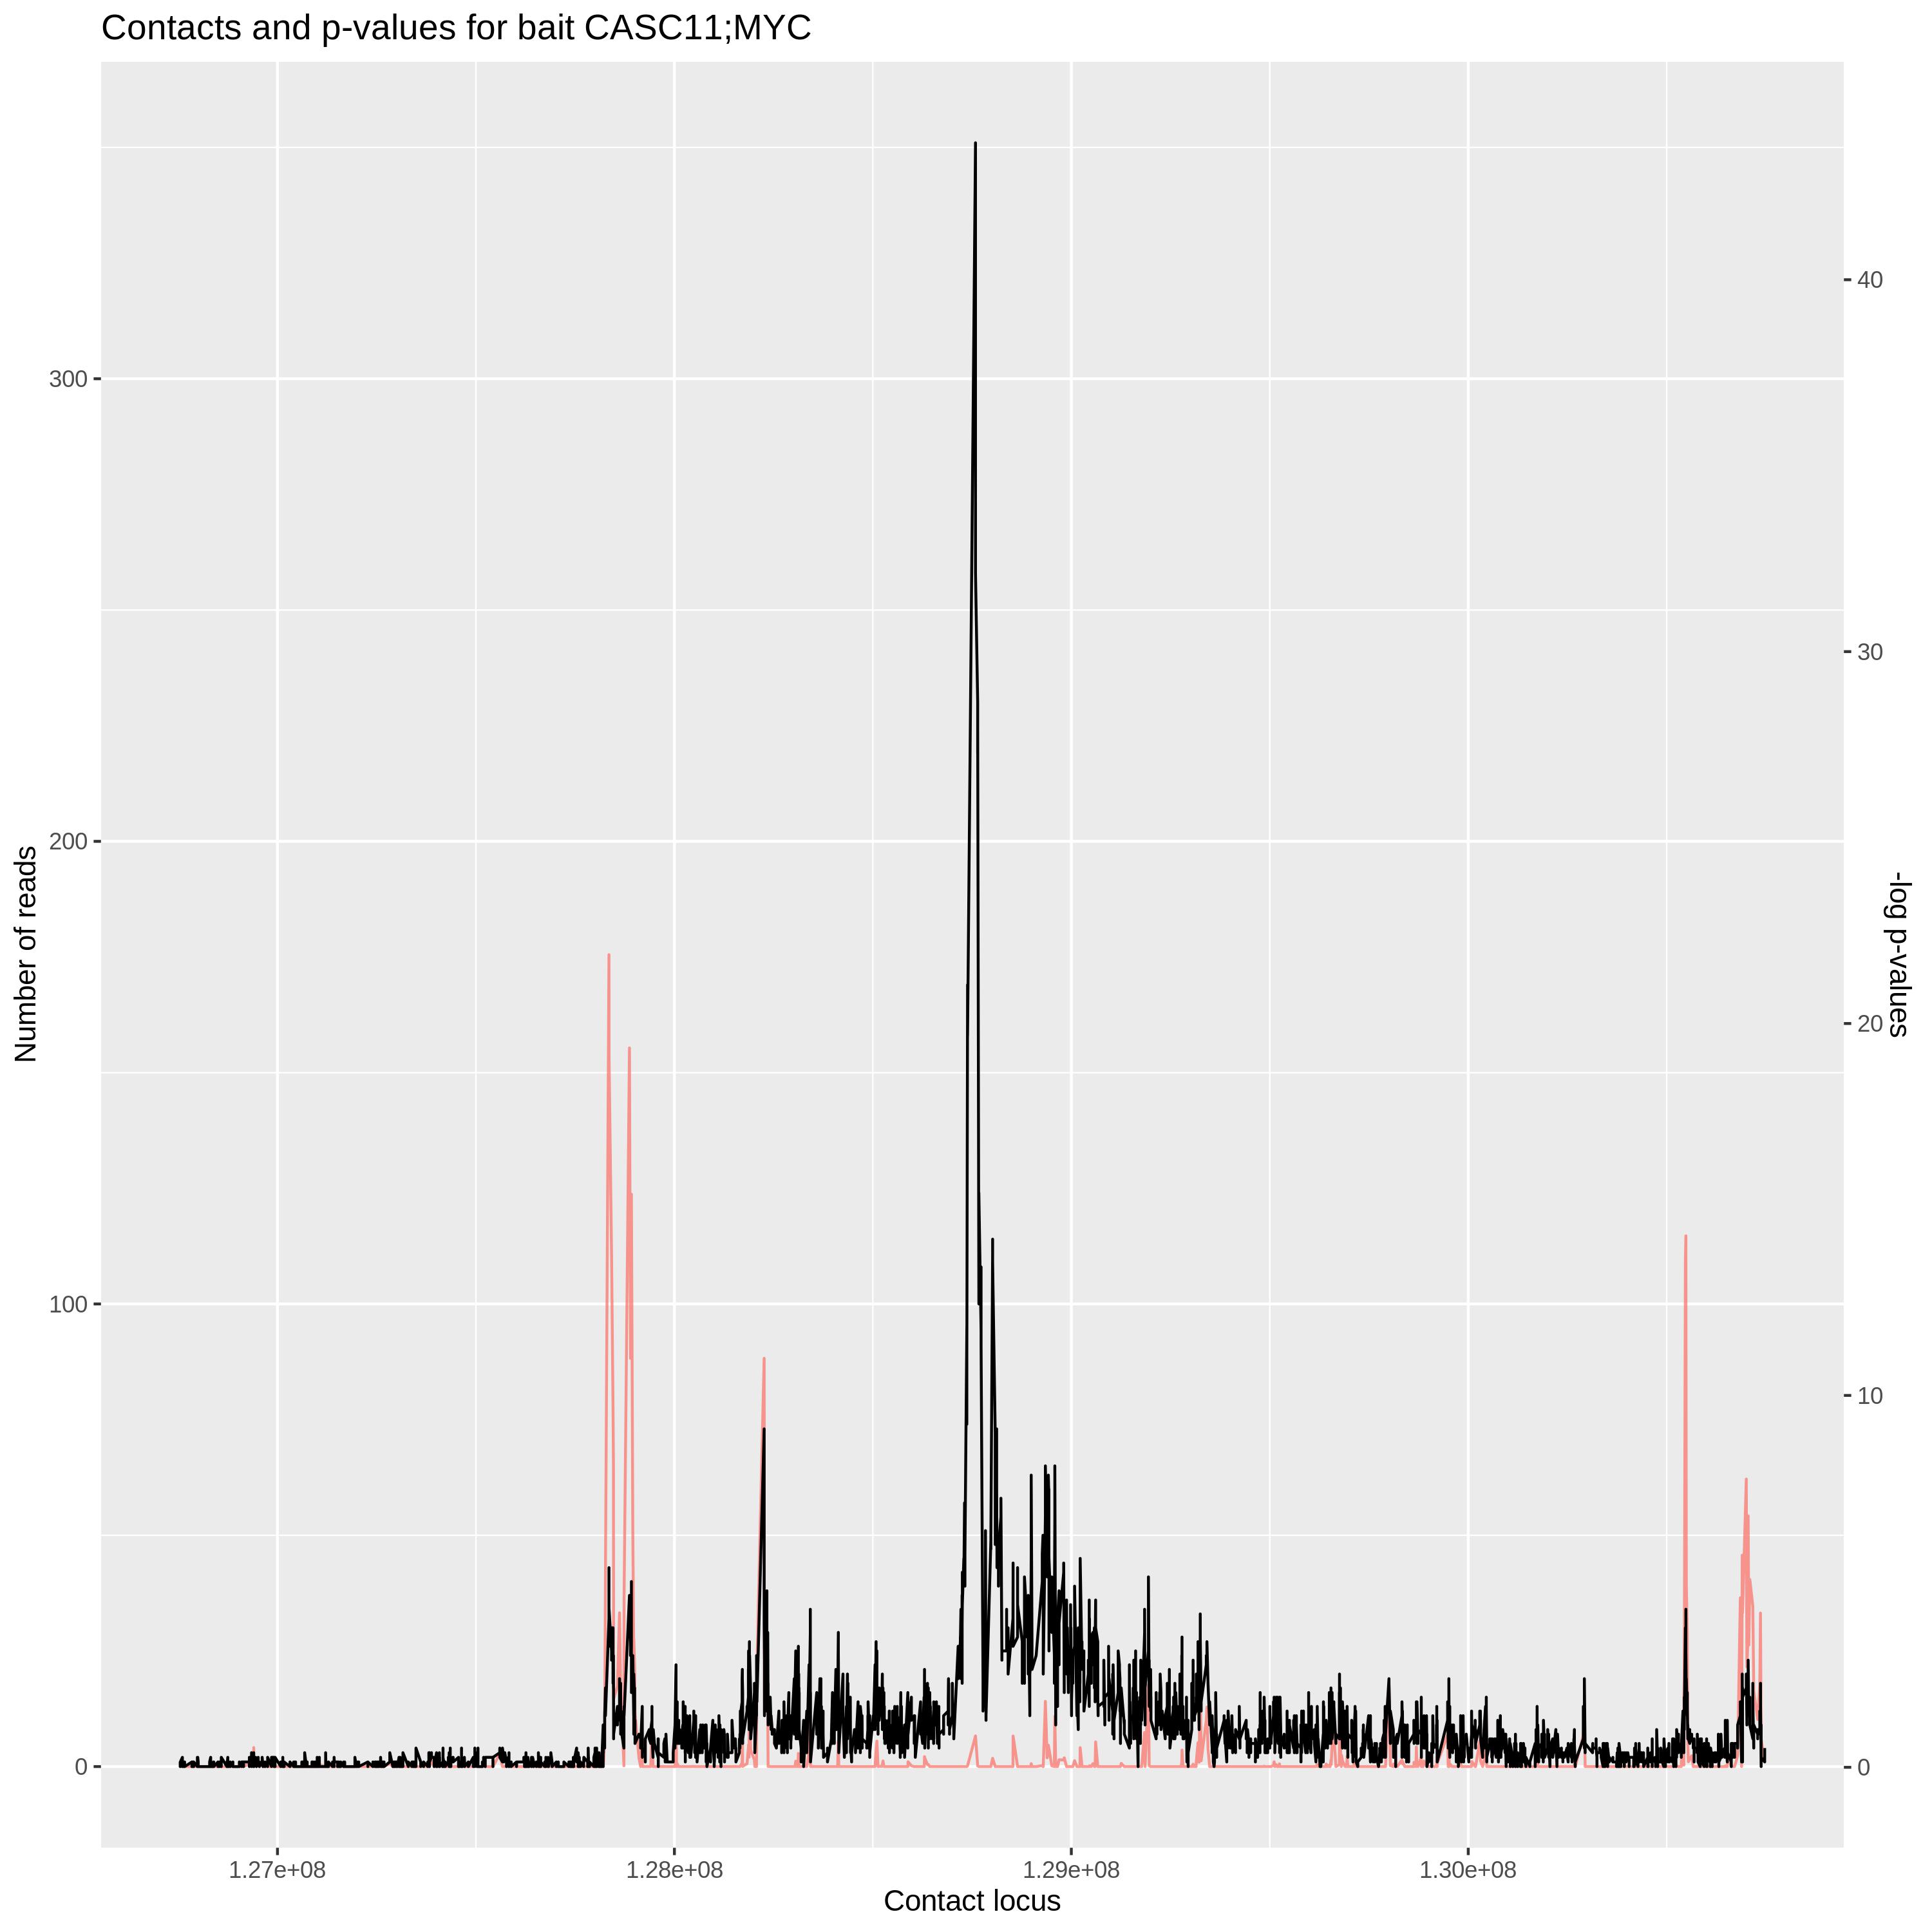 Contacts and p-values for bait CASC11;MYC
Number of reads
300
200
100
0
40
30
20
10
0
-log p-values
1.27e+08 1.28e+08 1.29e+08 1.30e+08
Contact locus